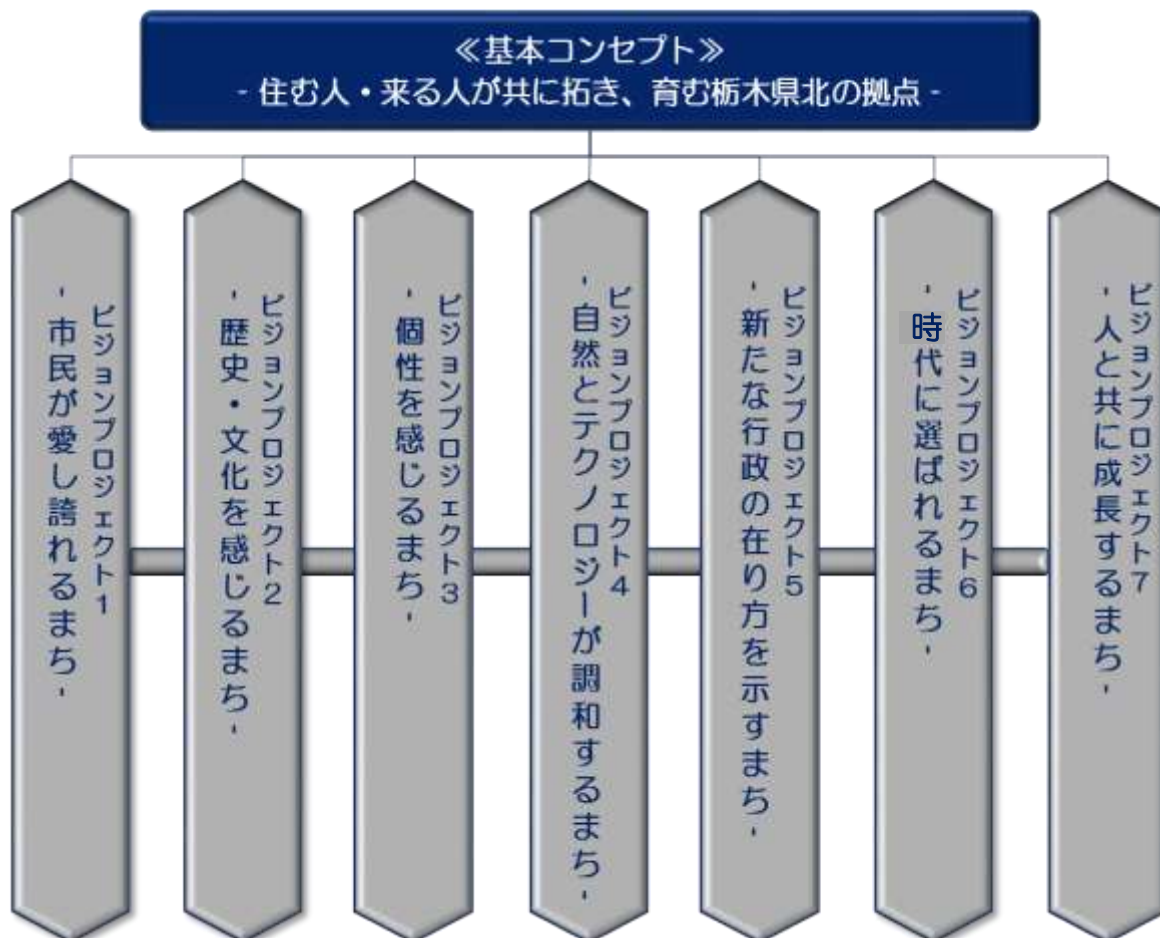 ≪基本コンセプト≫
- 住む人・来る人が共に拓き、育む栃木県北の拠点 -
ビジョンプロジェクト1
- 市民が愛し誇れるまち -
ビジョンプロジェクト2
- 歴史・文化を感じるまち -
ビジョンプロジェクト3
- 個性を感じるまち -
ビジョンプロジェクト4
- 自然とテクノロジーが調和するまち -
ビジョンプロジェクト5
- 新たな行政の在り方を示すまち -
ビジョンプロジェクト6
- 時代に選ばれるまち -
ビジョンプロジェクト7
- 人と共に成長するまち -